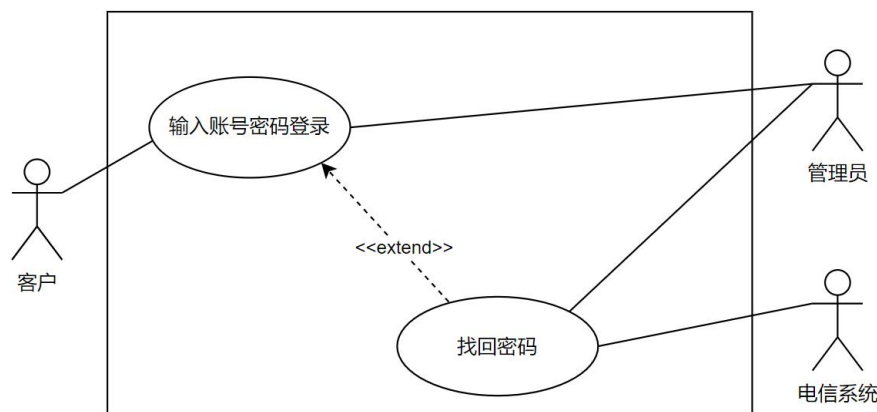 输入账号密码登录
管理员
客户
<<extend>>
找回密码
电信系统